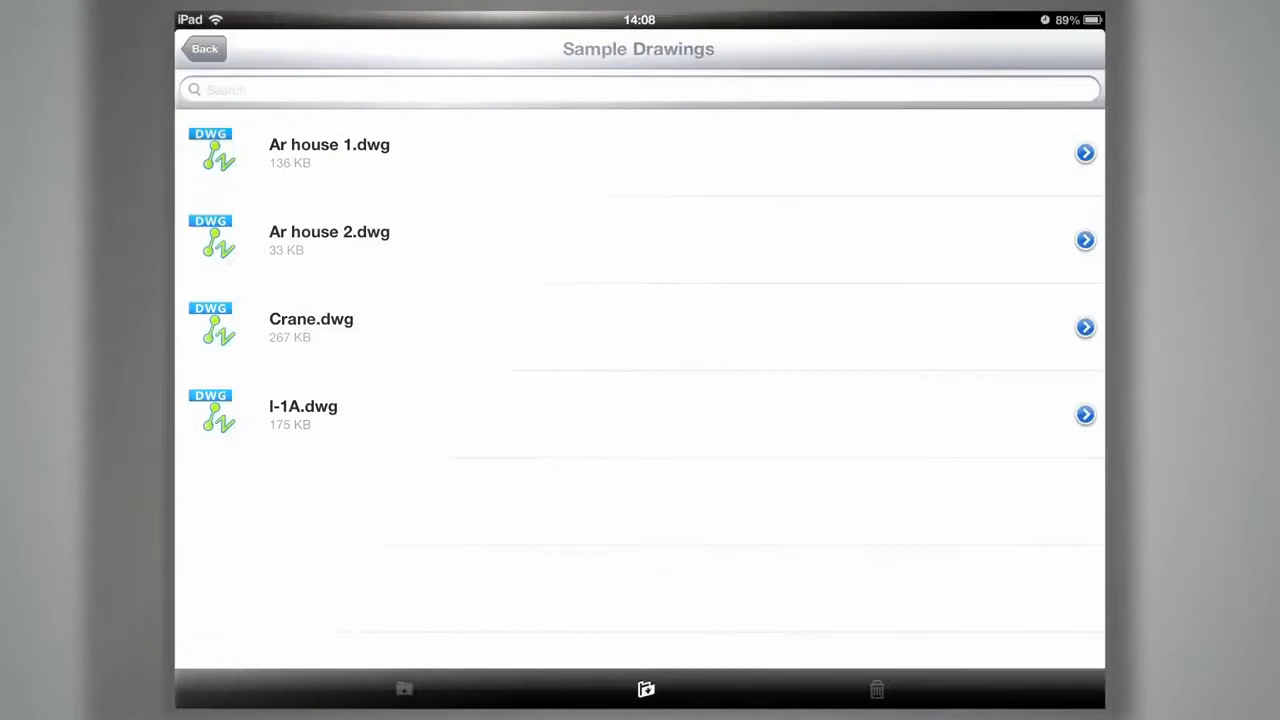 iPad 14:08 89%
Back Sample Drawings
Search
DWG
Ar house 1.dwg
136 KB
DWG
Ar house 2.dwg
33 KB
DWG
Crane.dwg
267 KB
DWG
I-1A.dwg
175 KB